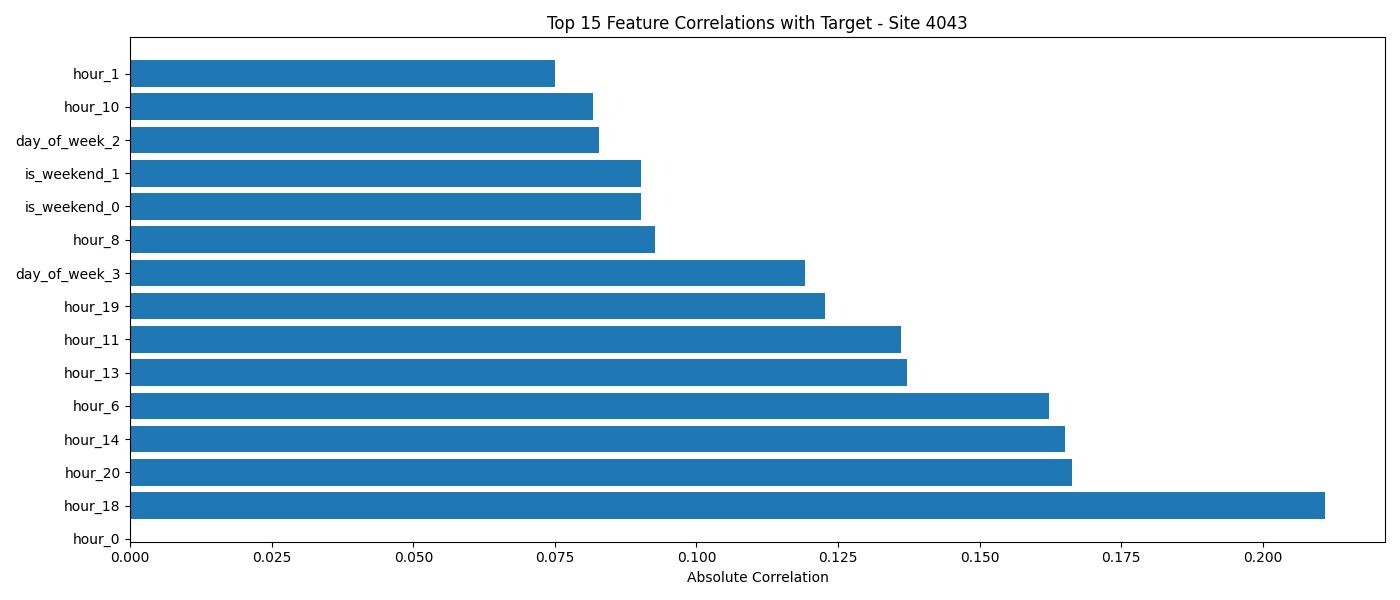 Top 15 Feature Correlations with Target - Site 4043
hour_1
hour_10
day_of_week_2
is_weekend_1
is_weekend_0
hour_8
day_of_week_3
hour_19
hour_11
hour_13
hour_6
hour_14
hour_20
hour_18
hour_0
0.000 0.025 0.050 0.075 0.100 0.125 0.150 0.175 0.200
Absolute Correlation